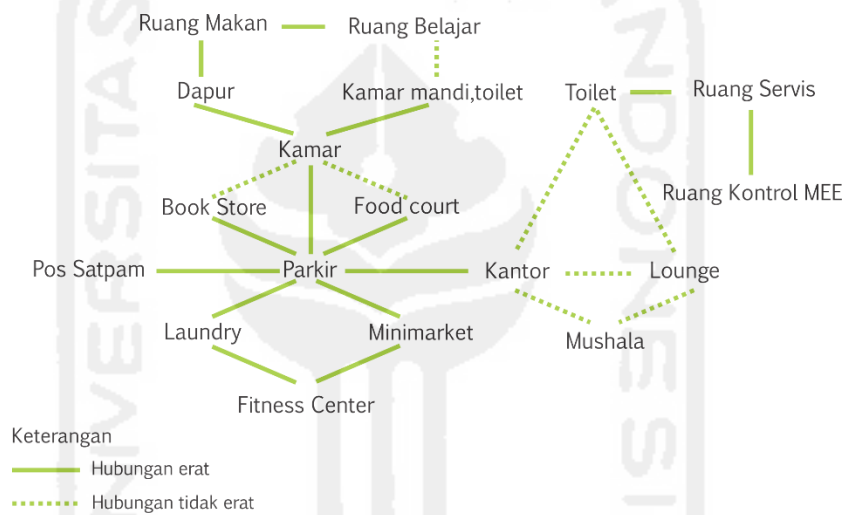 Ruang Makan
Ruang Belajar
Dapur
Kamar mandi,toilet
Toilet
Ruang Servis
Kamar
Ruang Kontrol MEE
Book Store
Food court
Pos Satpam
Parkir
Kantor
Lounge
Laundry
Minimarket
Mushala
Fitness Center
Keterangan
Hubungan erat
Hubungan tidak erat